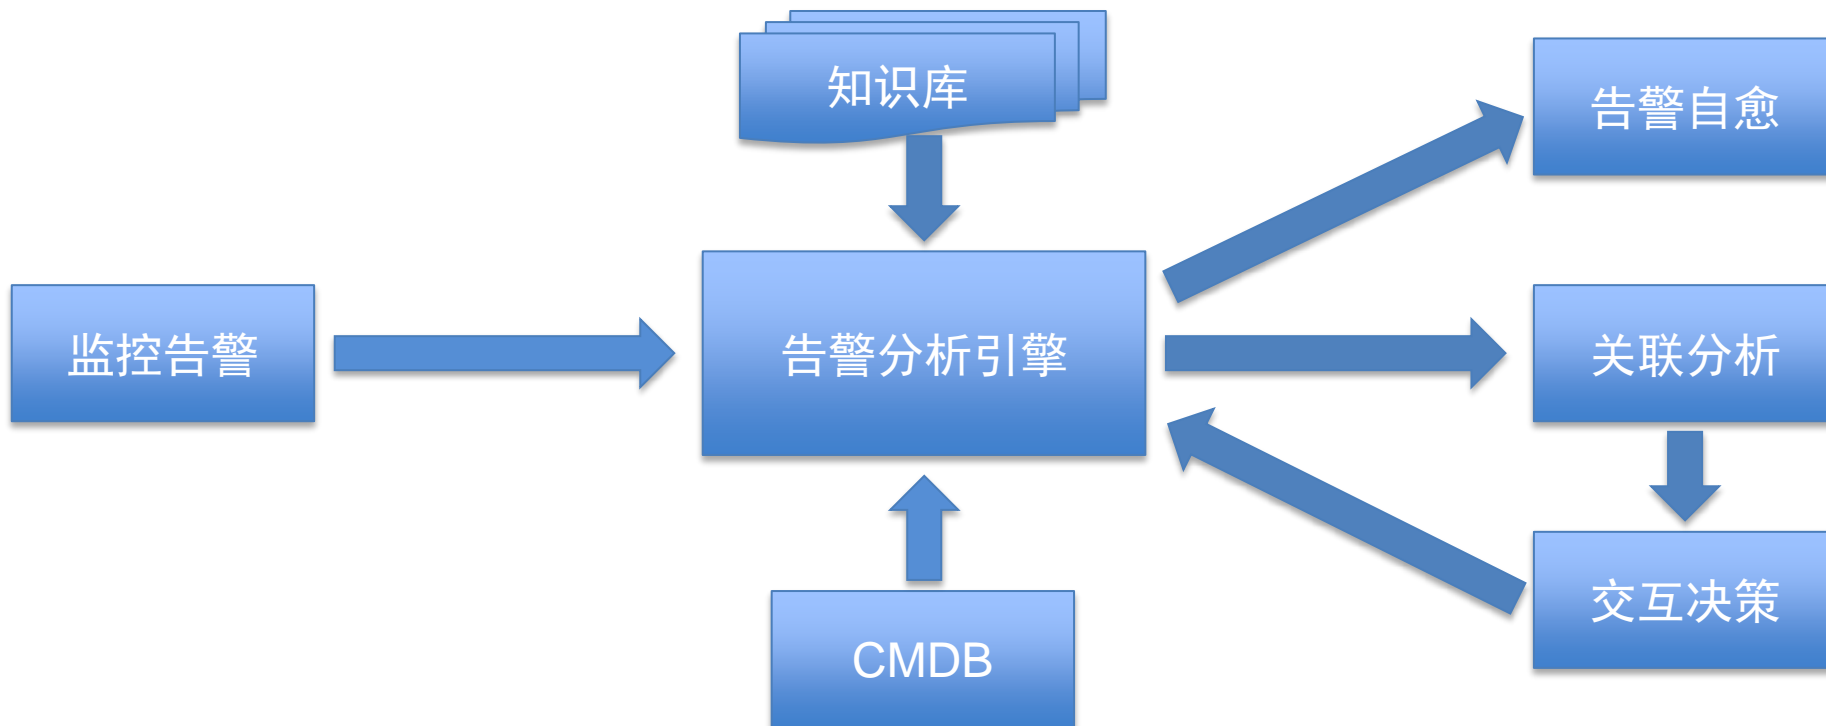 知识库
告警自愈
监控告警
告警分析引擎
关联分析
交互决策
CMDB